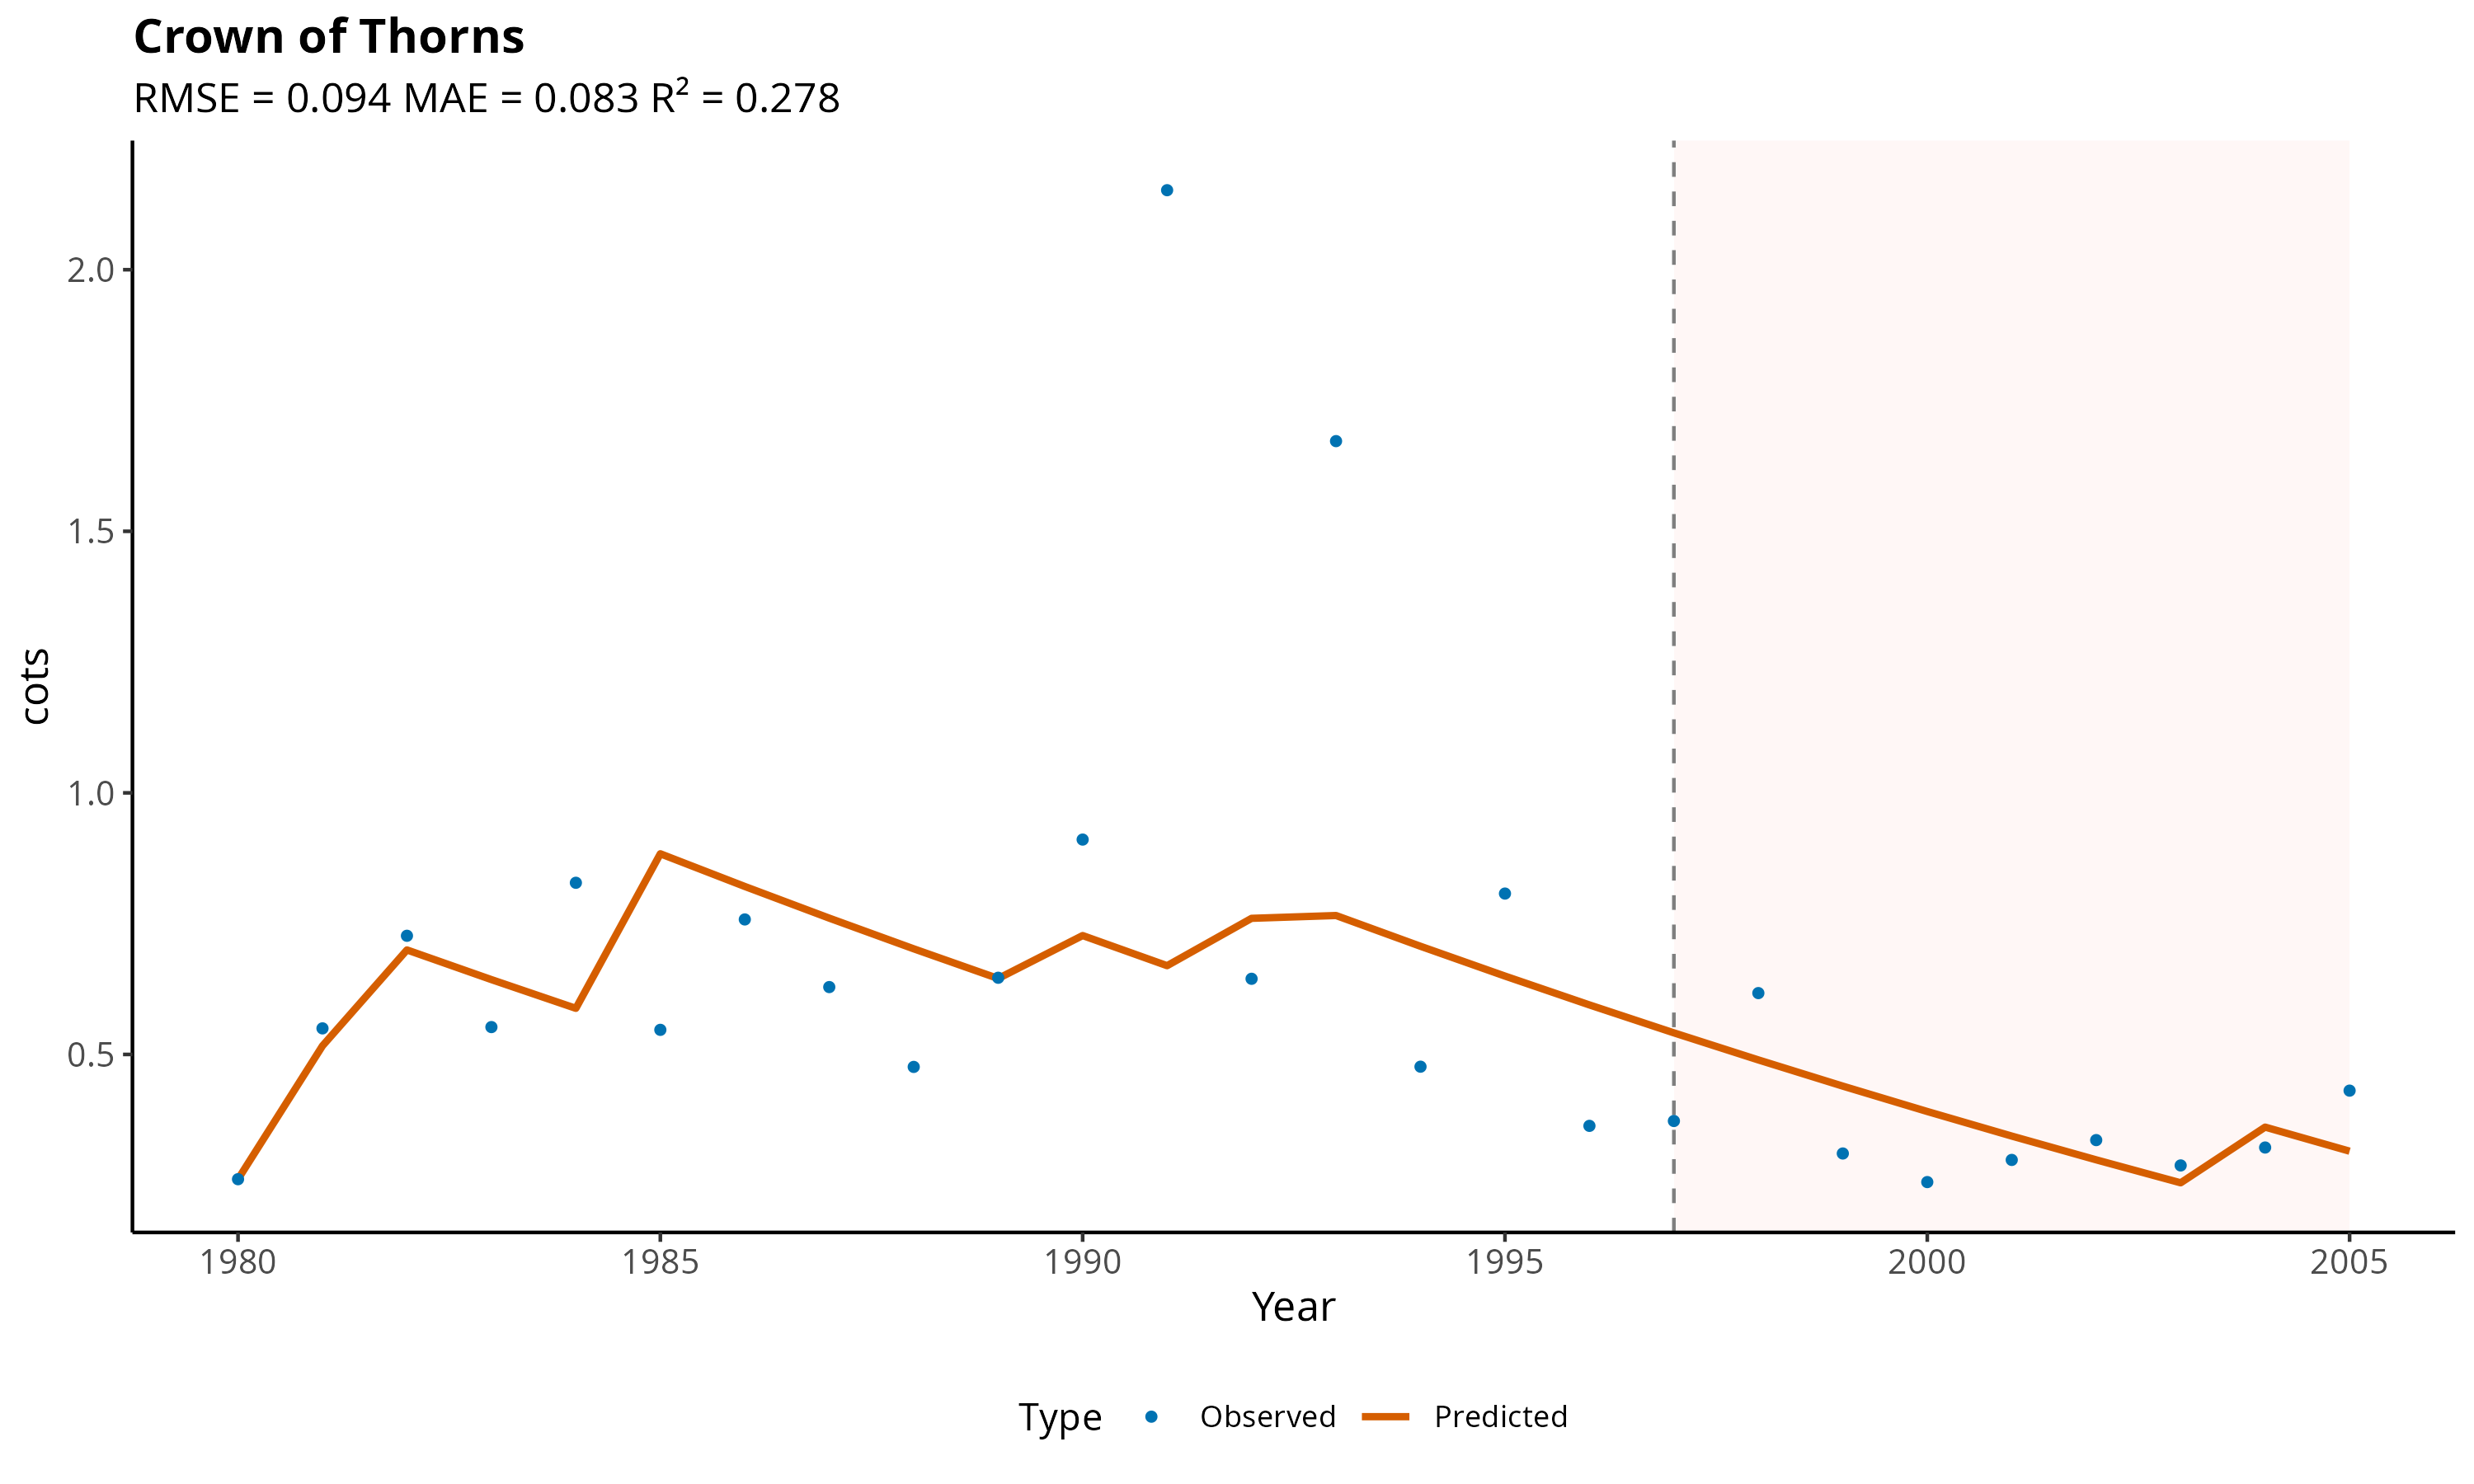 Crown of Thorns
RMSE = 0.094 MAE = 0.083 R² = 0.278
cots
2.0
1.5
1.0
0.5
1980 1985 1990 1995 2000 2005
Year
Type Observed Predicted